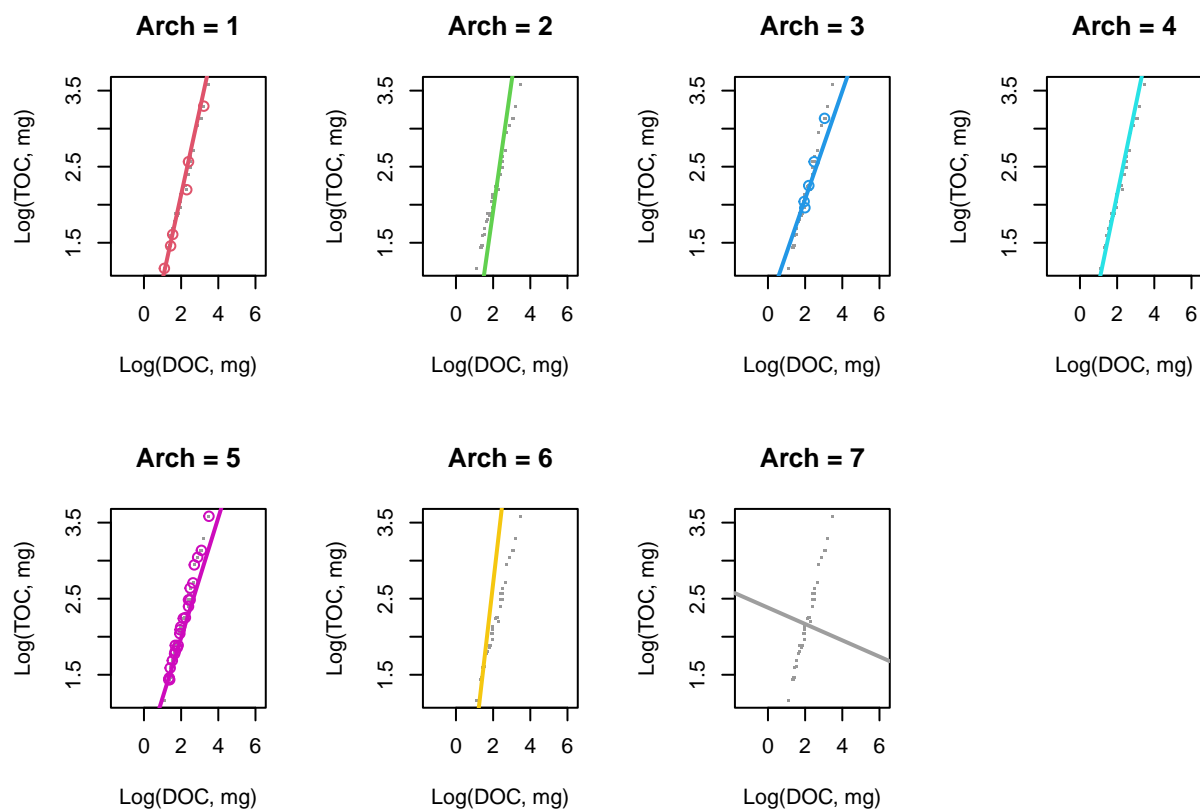 Arch = 1
Log(TOC, mg)
3.5
2.5
1.5
0 2 4 6
Log(DOC, mg)
Arch = 2
Log(TOC, mg)
3.5
2.5
1.5
0 2 4 6
Log(DOC, mg)
Arch = 3
Log(TOC, mg)
3.5
2.5
1.5
0 2 4 6
Log(DOC, mg)
Arch = 4
Log(TOC, mg)
3.5
2.5
1.5
0 2 4 6
Log(DOC, mg)
Arch = 5
Log(TOC, mg)
3.5
2.5
1.5
0 2 4 6
Log(DOC, mg)
Arch = 6
Log(TOC, mg)
3.5
2.5
1.5
0 2 4 6
Log(DOC, mg)
Arch = 7
Log(TOC, mg)
3.5
2.5
1.5
0 2 4 6
Log(DOC, mg)